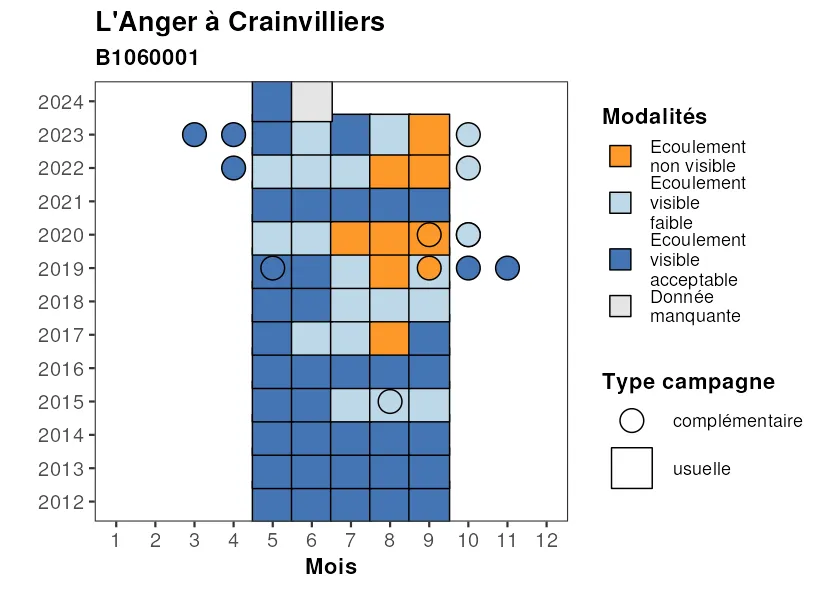 L'Anger à Crainvilliers
B1060001
2024
2023
2022
2021
2020
2019
2018
2017
2016
2015
2014
2013
2012
1 2 3 4 5 6 7 8 9 10 11 12
Mois
Modalités
Ecoulement
non visible
Ecoulement
visible
faible
Ecoulement
visible
acceptable
Donnée
manquante
Type campagne
complémentaire
usuelle